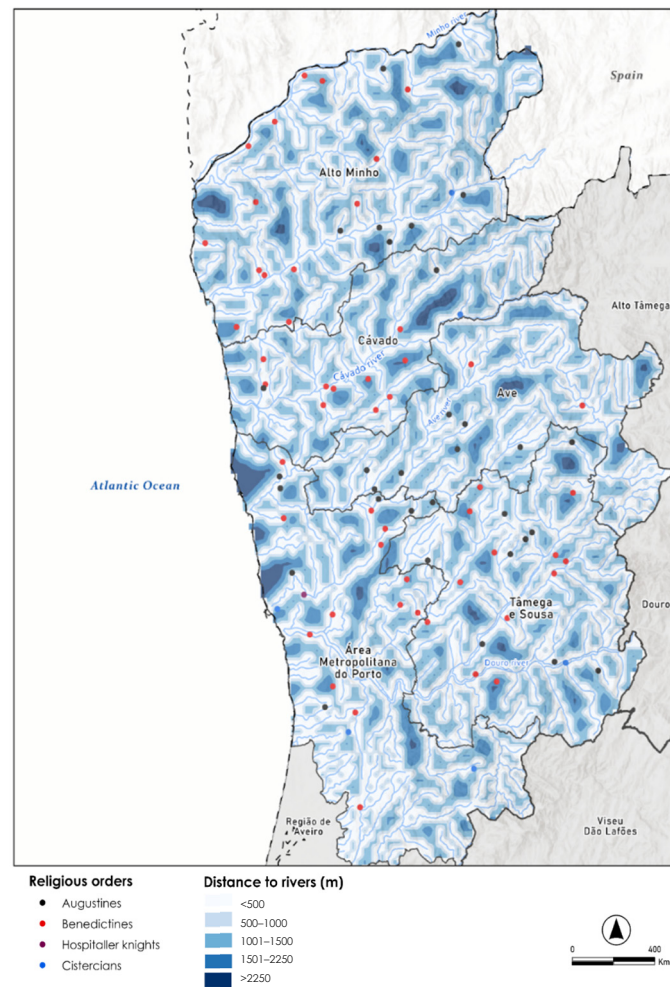 Minho river
Spain
Alto Minho
Alto Tâmega
Cávado
Cávado river
Ave
Ave river
Atlantic Ocean
Tâmega
e Sousa
Douro
Área
Metropolitana
do Porto
Douro river
Região de
Aveiro
Viseu
Dão Lafões
Religious orders
Augustines
Benedictines
Hospitaller knights
Cistercians
Distance to rivers (m)
<500
500–1000
1001–1500
1501–2250
>2250
0 400
Km